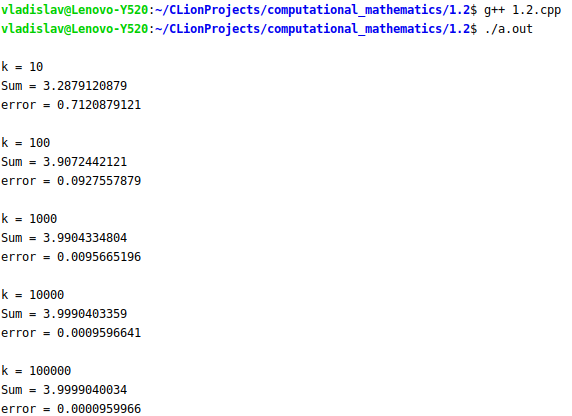 vladislav@Lenovo-Y520:~/CLionProjects/computational_mathematics/1.2$ g++ 1.2.cpp
vladislav@Lenovo-Y520:~/CLionProjects/computational_mathematics/1.2$ ./a.out
k = 10
Sum = 3.2879120879
error = 0.7120879121
k = 100
Sum = 3.9072442121
error = 0.0927557879
k = 1000
Sum = 3.9904334804
error = 0.0095665196
k = 10000
Sum = 3.9990403359
error = 0.0009596641
k = 100000
Sum = 3.9999040034
error = 0.0000959966